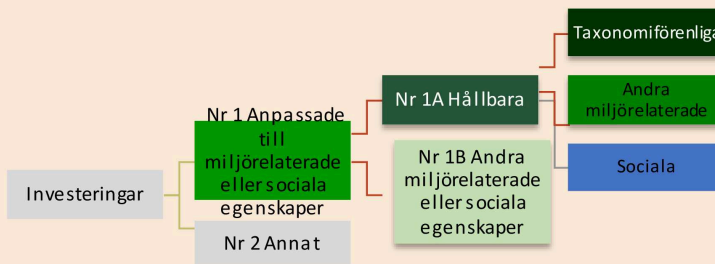 Taxonomiförenliga
Nr 1A Hållbara
Andra
miljörelaterade
Nr 1 Anpassade
till
miljörelaterade
eller sociala
egenskaper
Nr 1B Andra
miljörelaterade
eller sociala
egenskaper
Sociala
Investeringar
Nr 2 Annat